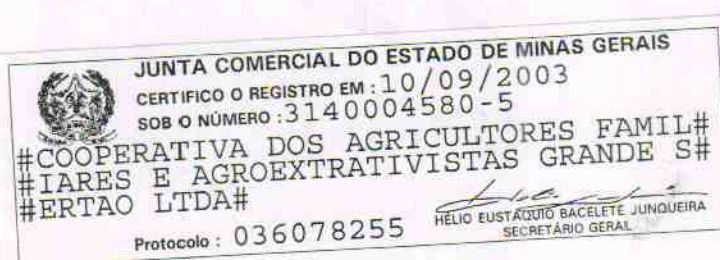 JUNTA COMERCIAL DO ESTADO DE MINAS GERAIS
CERTIFICO O REGISTRO EM : 10/09/2003
SOB O NÚMERO : 3140004580-5
#COOPERATIVA DOS AGRICULTORES FAMIL#
#IARES E AGROEXTRATIVISTAS GRANDE S#
#ERTAO LTDA#
Protocolo : 036078255
HELIO EUSTÁQUIO BACELETE JUNQUEIRA
SECRETÁRIO GERAL